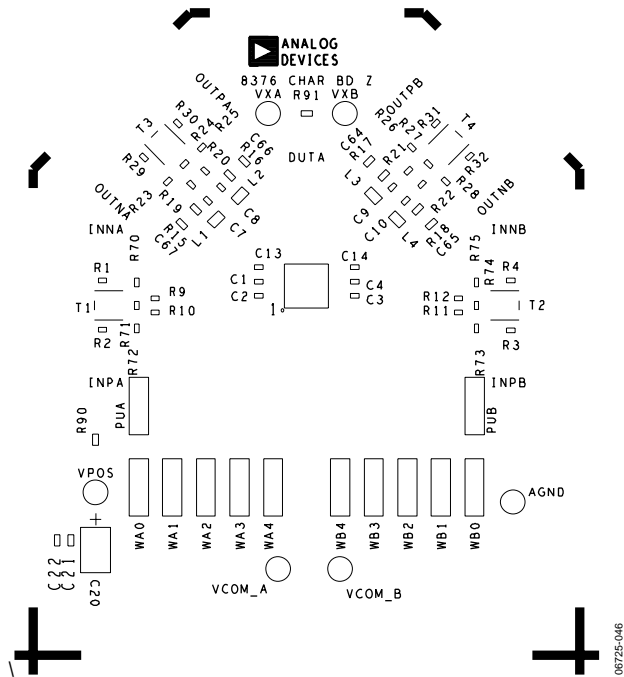 ANALOG
DEVICES
8376 CHAR BD Z
VXA R91 VXB
OUTPA
T3
R30
R24
R25
R29
R20
R16
C66
L2
R23
R19
OUTNA
R15
C67
L1
C7
C8
DUTA
OUTPB
R26
R27
R31
T4
C64
R17
R21
R32
L3
R22
R28
OUTNB
C9
C10
L4
R18
C65
INNA
R70
INNB
R75
R74
C13
C14
R1
C1
C4
R4
T1
R9
C2
C3
R12
T2
R10
1
R11
R2
R71
R3
R72
R73
INPA
INPB
PUA
PUB
R90
VPOS
AGND
+
WA0
WA1
WA2
WA3
WA4
WB4
WB3
WB2
WB1
WB0
C22
C21
C20
VCOM_A
VCOM_B
06725-046